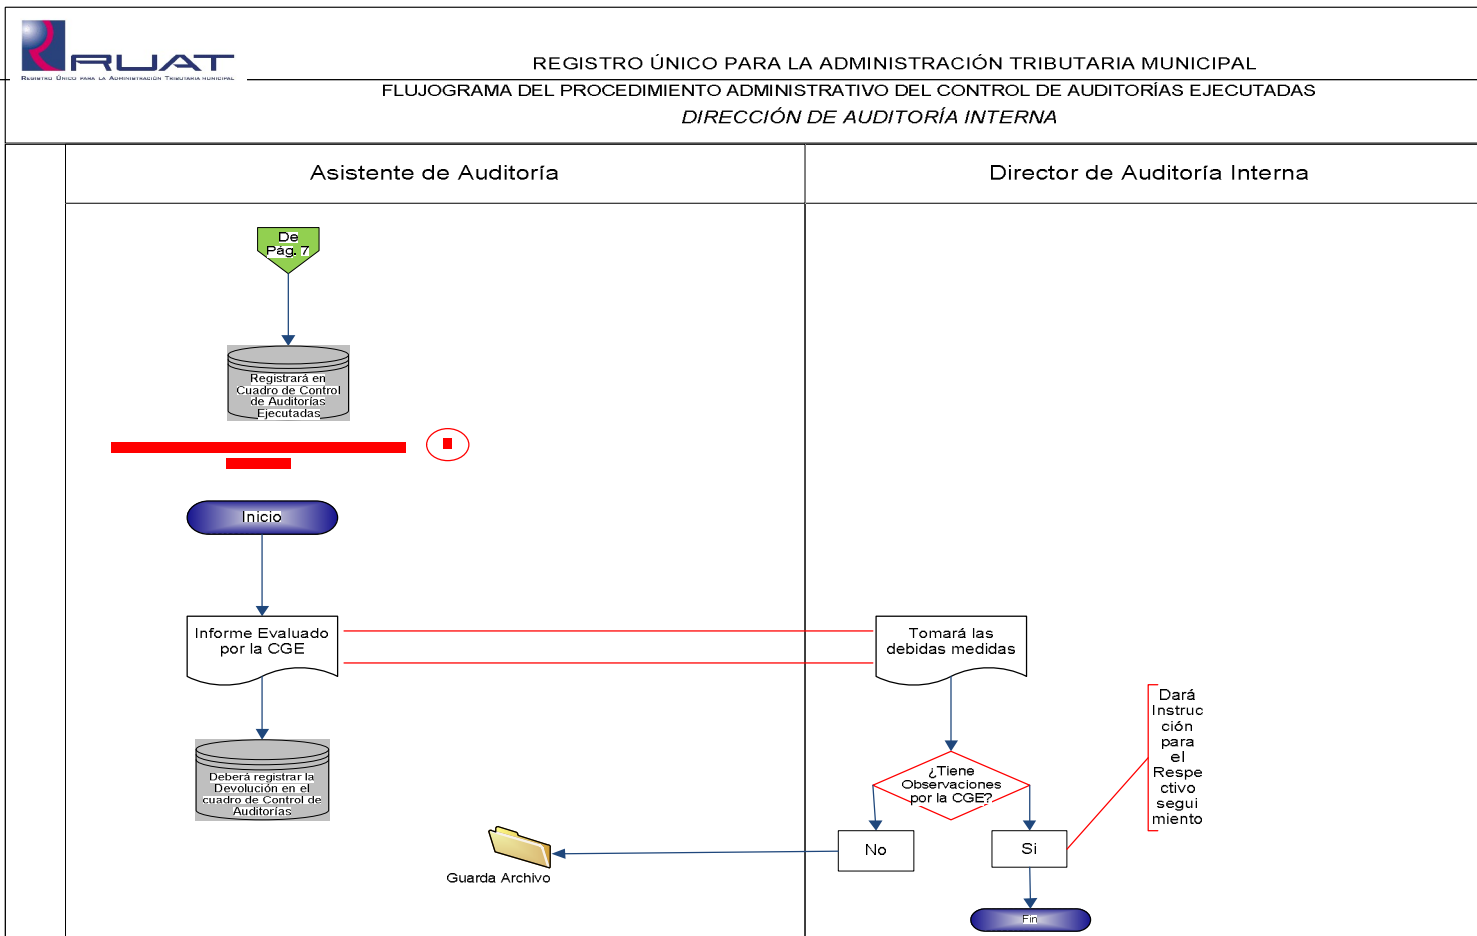 RUAT
REGISTRO ÚNICO PARA LA ADMINISTRACIÓN TRIBUTARIA MUNICIPAL
REGISTRO ÚNICO PARA LA ADMINISTRACIÓN TRIBUTARIA MUNICIPAL
FLUJOGRAMA DEL PROCEDIMIENTO ADMINISTRATIVO DEL CONTROL DE AUDITORÍAS EJECUTADAS
DIRECCIÓN DE AUDITORÍA INTERNA
Asistente de Auditoría
Director de Auditoría Interna
De
Pág. 7
Registrará en
Cuadro de Control
de Auditorías
Ejecutadas
Inicio
Informe Evaluado
por la CGE
Tomará las
debidas medidas
Deberá registrar la
Devolución en el
cuadro de Control de
Auditorías
¿Tiene
Observaciones
por la CGE?
Dará
Instruc
ción
para
el
Respe
ctivo
segui
miento
No
Si
Guarda Archivo
Fin